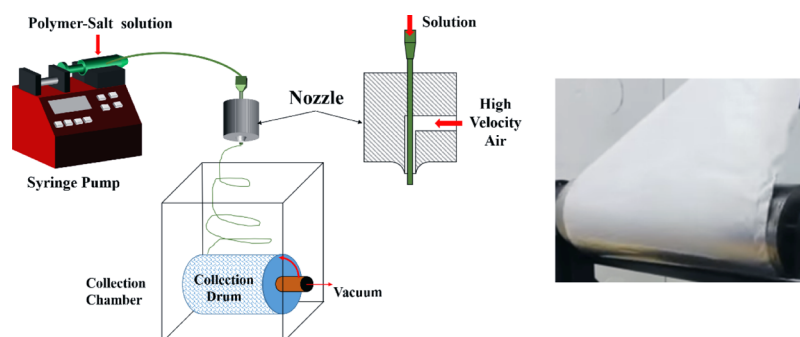 Polymer-Salt solution
Syringe Pump
Nozzle
Solution
High
Velocity
Air
Collection
Chamber
Collection
Drum
Vacuum